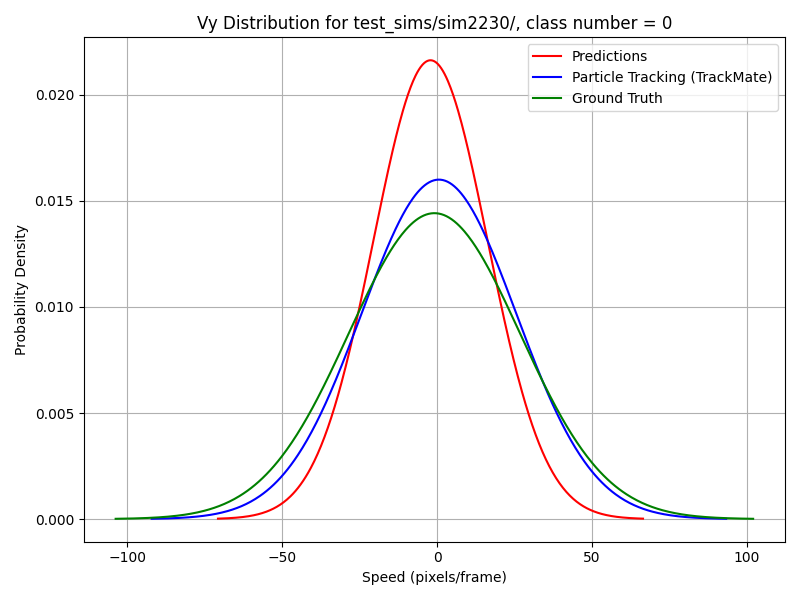 Vy Distribution for test_sims/sim2230/, class number = 0
Predictions
Particle Tracking (TrackMate)
Ground Truth
Probability Density
0.020
0.015
0.010
0.005
0.000
−100
−50
0
50
100
Speed (pixels/frame)